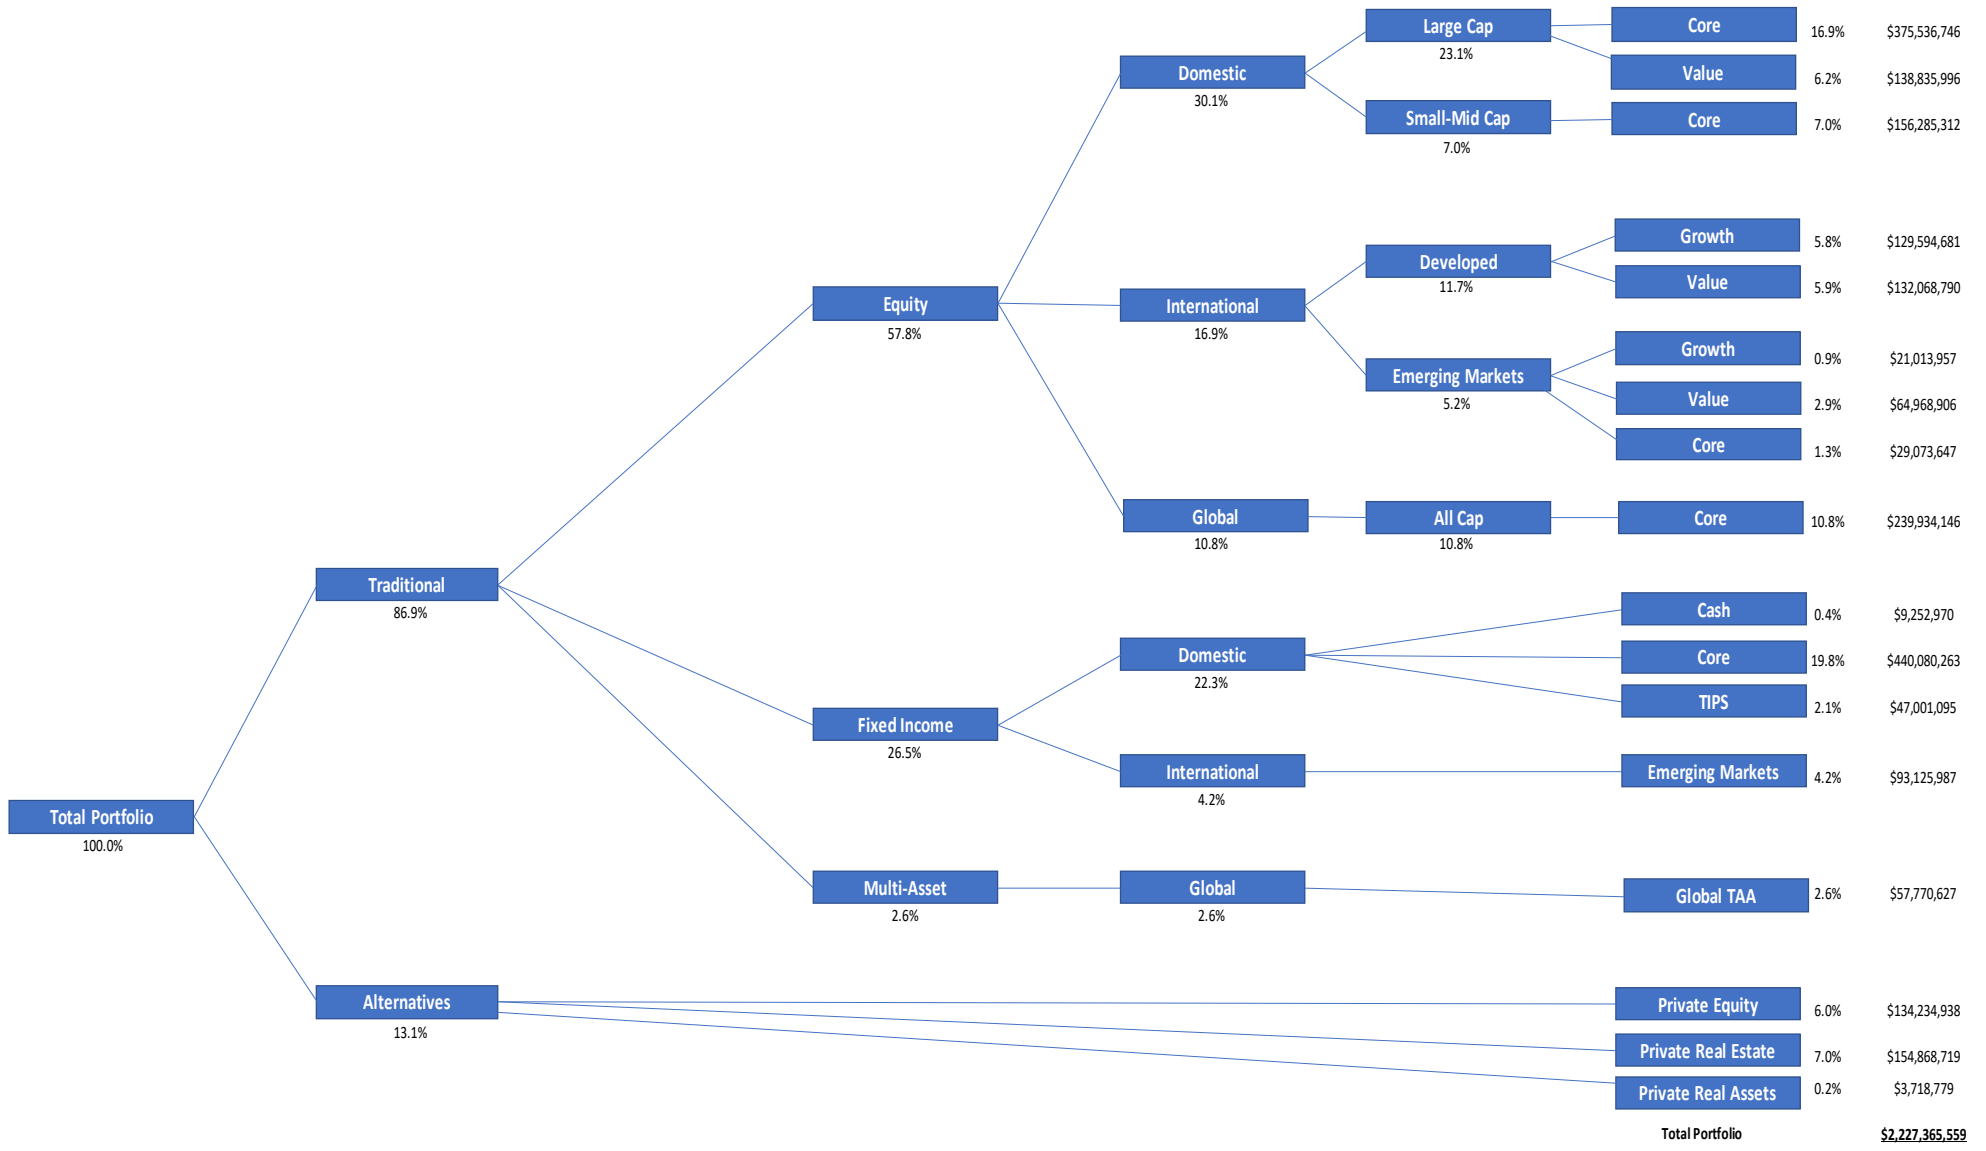 Large Cap
23.1%
Core 16.9% $375,536,746
Value 6.2% $138,835,996
Domestic
30.1%
Small-Mid Cap
7.0%
Core 7.0% $156,285,312
Growth 5.8% $129,594,681
Developed
11.7%
Value 5.9% $132,068,790
Equity
57.8%
International
16.9%
Growth 0.9% $21,013,957
Emerging Markets
5.2%
Value 2.9% $64,968,906
Core 1.3% $29,073,647
Global
10.8%
All Cap
10.8%
Core 10.8% $239,934,146
Traditional
86.9%
Cash 0.4% $9,252,970
Domestic
22.3%
Core 19.8% $440,080,263
TIPS 2.1% $47,001,095
Fixed Income
26.5%
International
4.2%
Emerging Markets 4.2% $93,125,987
Total Portfolio
100.0%
Multi-Asset
2.6%
Global
2.6%
Global TAA 2.6% $57,770,627
Alternatives
13.1%
Private Equity 6.0% $134,234,938
Private Real Estate 7.0% $154,868,719
Private Real Assets 0.2% $3,718,779
Total Portfolio $2,227,365,559